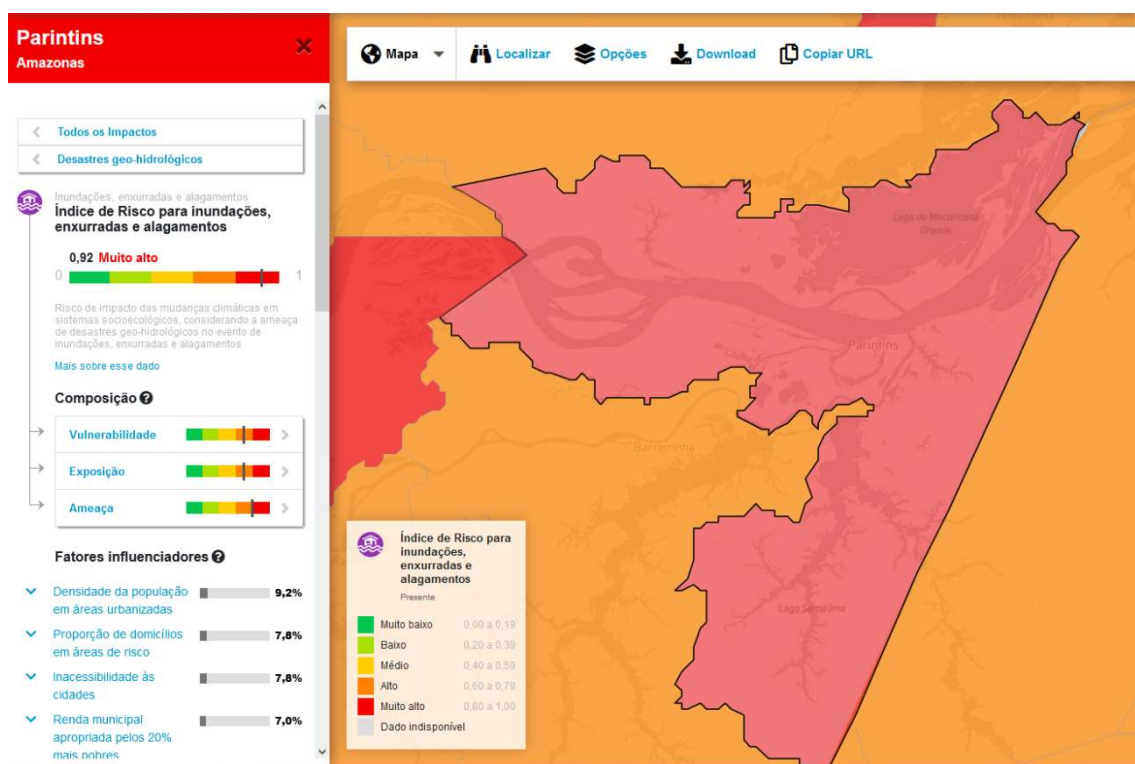 Parintins
Amazonas
Mapa
Localizar
Opções
Download
Copiar URL
Todos os Impactos
Desastres geo-hidrológicos
Inundações, enxurradas e alagamentos
Índice de Risco para inundações,
enxurradas e alagamentos
0,92 Muito alto
0
1
Risco de impacto das mudanças climáticas em
sistemas socioecológicos, considerando a ameaça
de desastres geo-hidrológicos no evento de
inundações, enxurradas e alagamentos
Mais sobre esse dado
Composição
Vulnerabilidade
Exposição
Ameaça
Fatores influenciadores
Densidade da população
em áreas urbanizadas
9,2%
Proporção de domicílios
em áreas de risco
7,8%
Inacessibilidade às
cidades
7,8%
Renda municipal
apropriada pelos 20%
mais pobres
7,0%
Lago do Macuricanã
Grande
Parintins
Barreirinha
Índice de Risco para
inundações,
enxurradas e
alagamentos
Presente
Muito baixo 0,00 a 0,19
Baixo 0,20 a 0,39
Médio 0,40 a 0,59
Alto 0,60 a 0,79
Muito alto 0,80 a 1,00
Dado indisponível